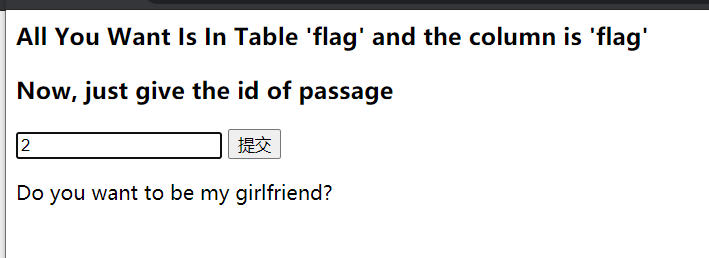 All You Want Is In Table 'flag' and the column is 'flag'
Now, just give the id of passage
2 提交
Do you want to be my girlfriend?